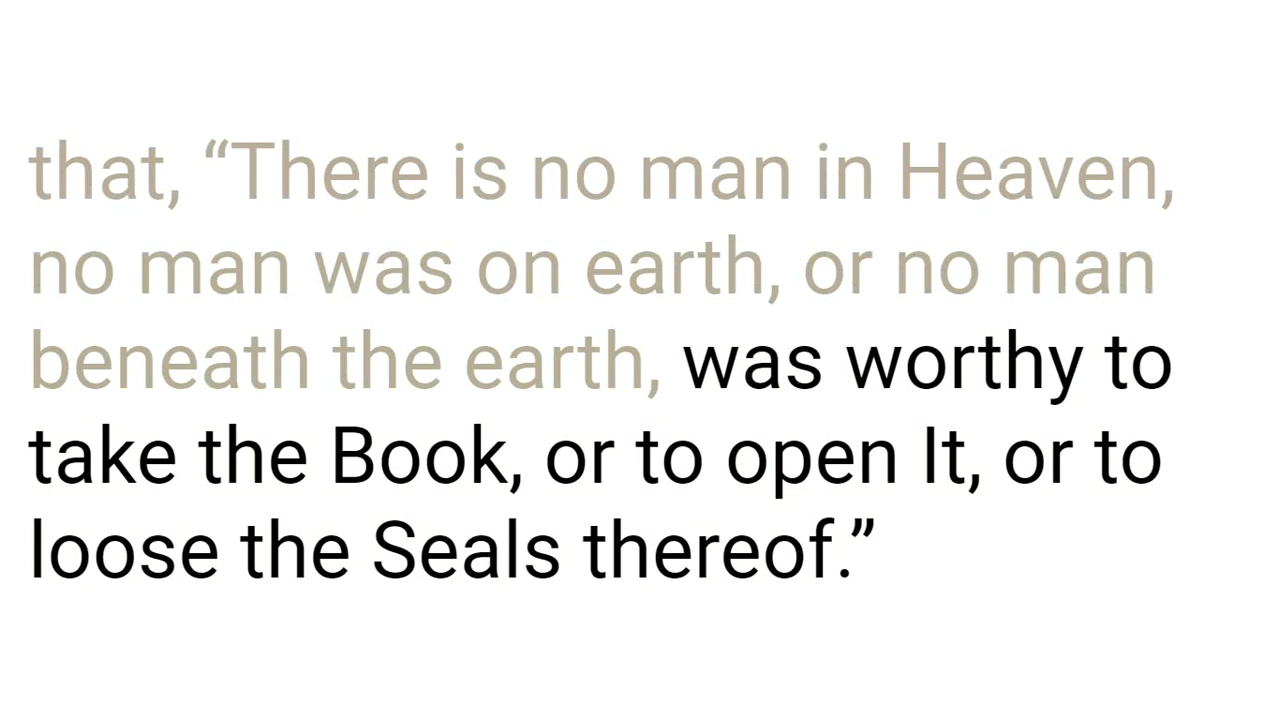 that, “There is no man in Heaven,
no man was on earth, or no man
beneath the earth, was worthy to
take the Book, or to open It, or to
loose the Seals thereof.”